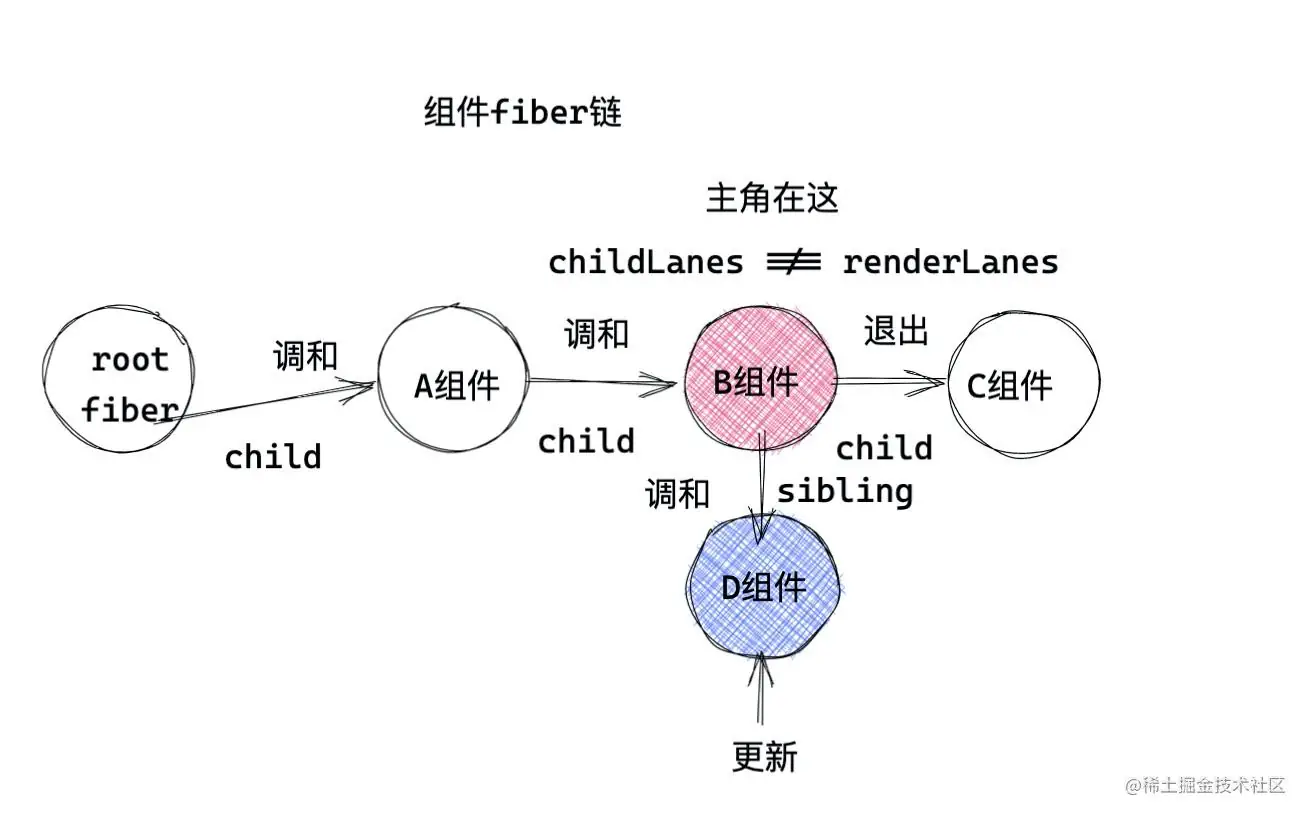 组件fiber链
主角在这
childLanes ≢ renderLanes
root
fiber
调和
child
A组件
调和
child
B组件
退出
child
C组件
调和
sibling
D组件
更新
@稀土掘金技术社区